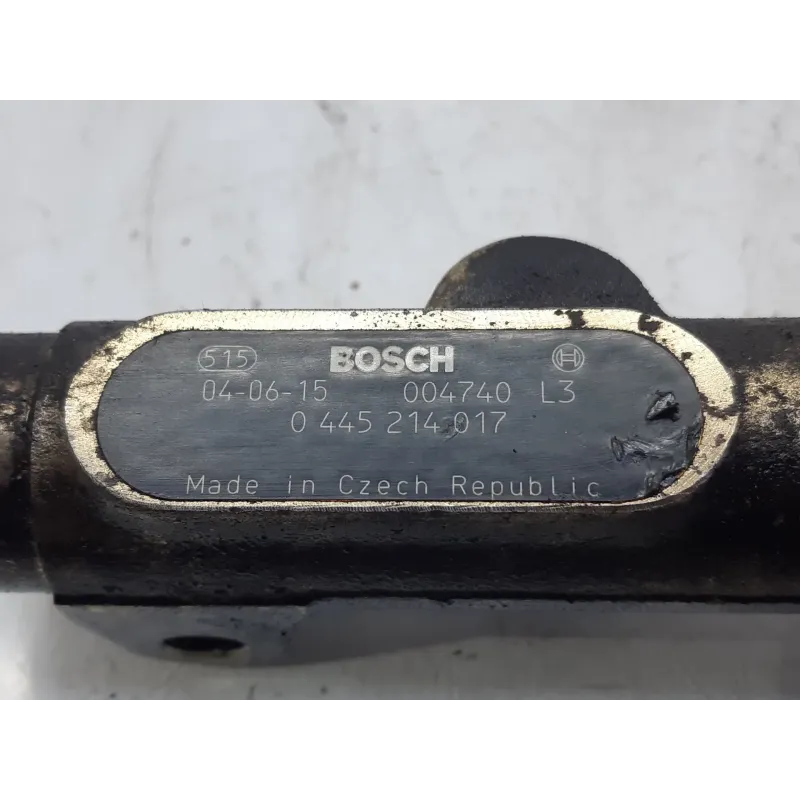 515 BOSCH
04-06-15 004740 L3
0 445 214 017
Made in Czech Republic